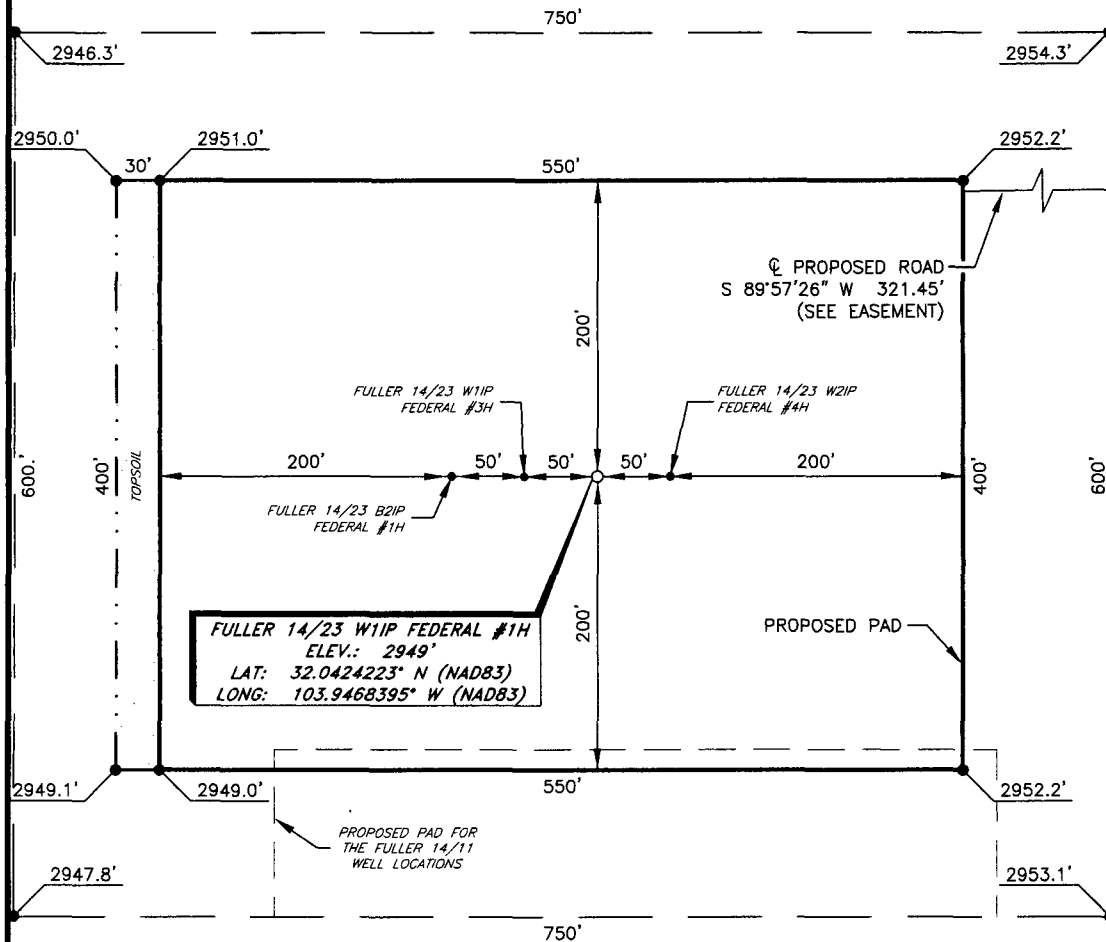 750'
2946.3'
2954.3'
2950.0'
2951.0'
2952.2'
30'
550'
℄ PROPOSED ROAD
S 89°57'26" W 321.45'
(SEE EASEMENT)
200'
FULLER 14/23 W1IP
FEDERAL #3H
FULLER 14/23 W2IP
FEDERAL #4H
600.'
400'
TOPSOIL
200'
50'
50'
50'
200'
400'
600'
FULLER 14/23 B2IP
FEDERAL #1H
200'
FULLER 14/23 W1IP FEDERAL #1H
ELEV.: 2949'
LAT: 32.0424223° N (NAD83)
LONG: 103.9468395° W (NAD83)
PROPOSED PAD
2949.1'
2949.0'
550'
2952.2'
PROPOSED PAD FOR
THE FULLER 14/11
WELL LOCATIONS
2947.8'
2953.1'
750'